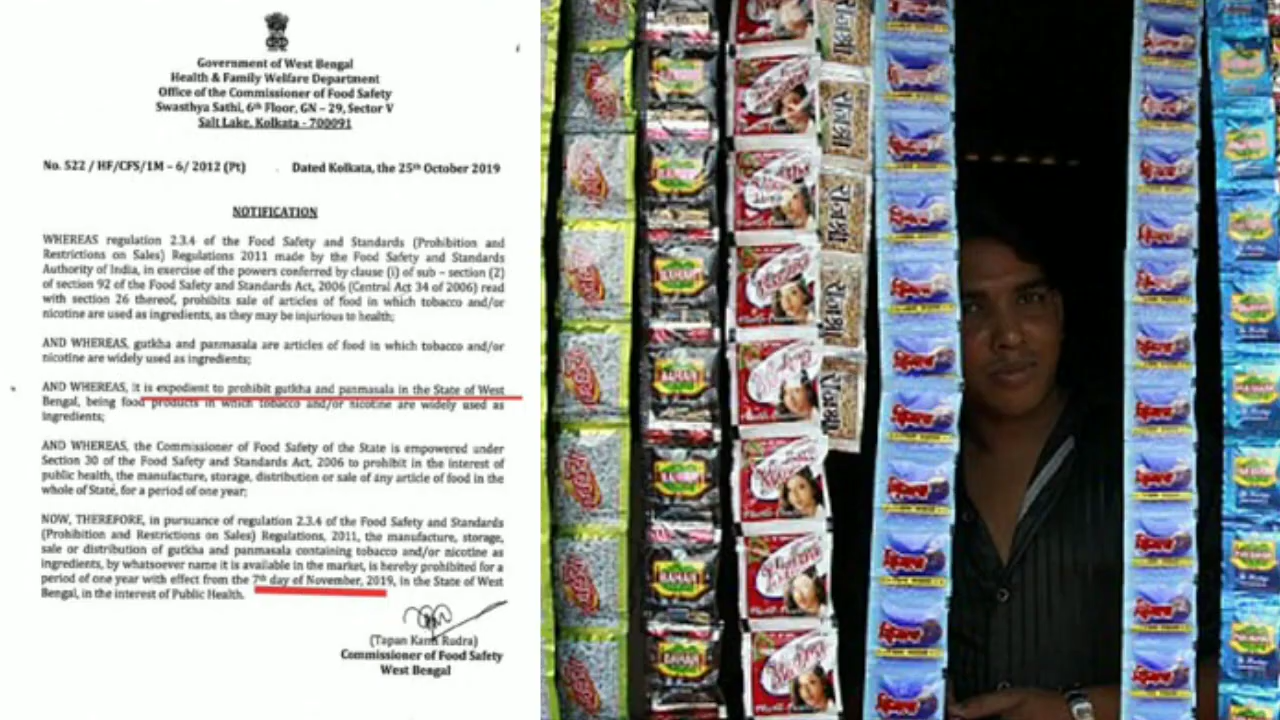 Government of West Bengal
Health & Family Welfare Department
Office of the Commissioner of Food Safety
Swasthya Sathi, 6th Floor, GN – 29, Sector V
Salt Lake, Kolkata - 700091
No. 522 / HF/CFS/1M – 6/ 2012 (Pt) Dated Kolkata, the 25th October 2019
NOTIFICATION
WHEREAS regulation 2.3.4 of the Food Safety and Standards (Prohibition and
Restrictions on Sales) Regulations 2011 made by the Food Safety and Standards
Authority of India, in exercise of the powers conferred by clause (i) of sub – section (2)
of section 92 of the Food Safety and Standards Act, 2006 (Central Act 34 of 2006) read
with section 26 thereof, prohibits sale of articles of food in which tobacco and/or
nicotine are used as ingredients, as they may be injurious to health;
AND WHEREAS, gutkha and panmasala are articles of food in which tobacco and/or
nicotine are widely used as ingredients;
AND WHEREAS, it is expedient to prohibit gutkha and panmasala in the State of West
Bengal, being food products in which tobacco and/or nicotine are widely used as
ingredients;
AND WHEREAS, the Commissioner of Food Safety of the State is empowered under
Section 30 of the Food Safety and Standards Act, 2006 to prohibit in the interest of
public health, the manufacture, storage, distribution or sale of any article of food in the
whole of State, for a period of one year;
NOW, THEREFORE, in pursuance of regulation 2.3.4 of the Food Safety and Standards
(Prohibition and Restrictions on Sales) Regulations, 2011, the manufacture, storage,
sale or distribution of gutkha and panmasala containing tobacco and/or nicotine as
ingredients, by whatsoever name it is available in the market, is hereby prohibited for a
period of one year with effect from the 7th day of November, 2019, in the State of West
Bengal, in the interest of Public Health.
(Tapan Kanti Rudra)
Commissioner of Food Safety
West Bengal